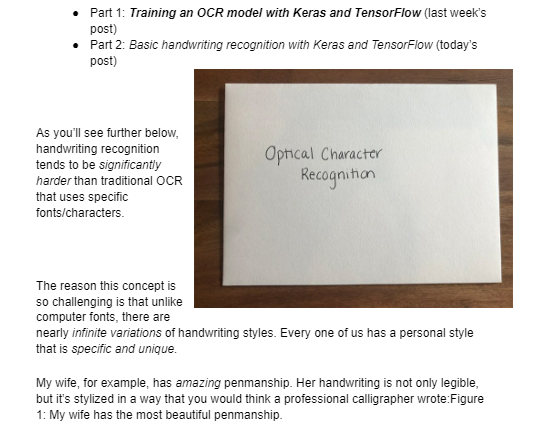 • Part 1: Training an OCR model with Keras and TensorFlow (last week's
post)
• Part 2: Basic handwriting recognition with Keras and TensorFlow (today's
post)
As you'll see further below,
handwriting recognition
tends to be significantly
harder than traditional OCR
that uses specific
fonts/characters.
Optical Character
Recognition
The reason this concept is
so challenging is that unlike
computer fonts, there are
nearly infinite variations of handwriting styles. Every one of us has a personal style
that is specific and unique.
My wife, for example, has amazing penmanship. Her handwriting is not only legible,
but it's stylized in a way that you would think a professional calligrapher wrote:Figure
1: My wife has the most beautiful penmanship.